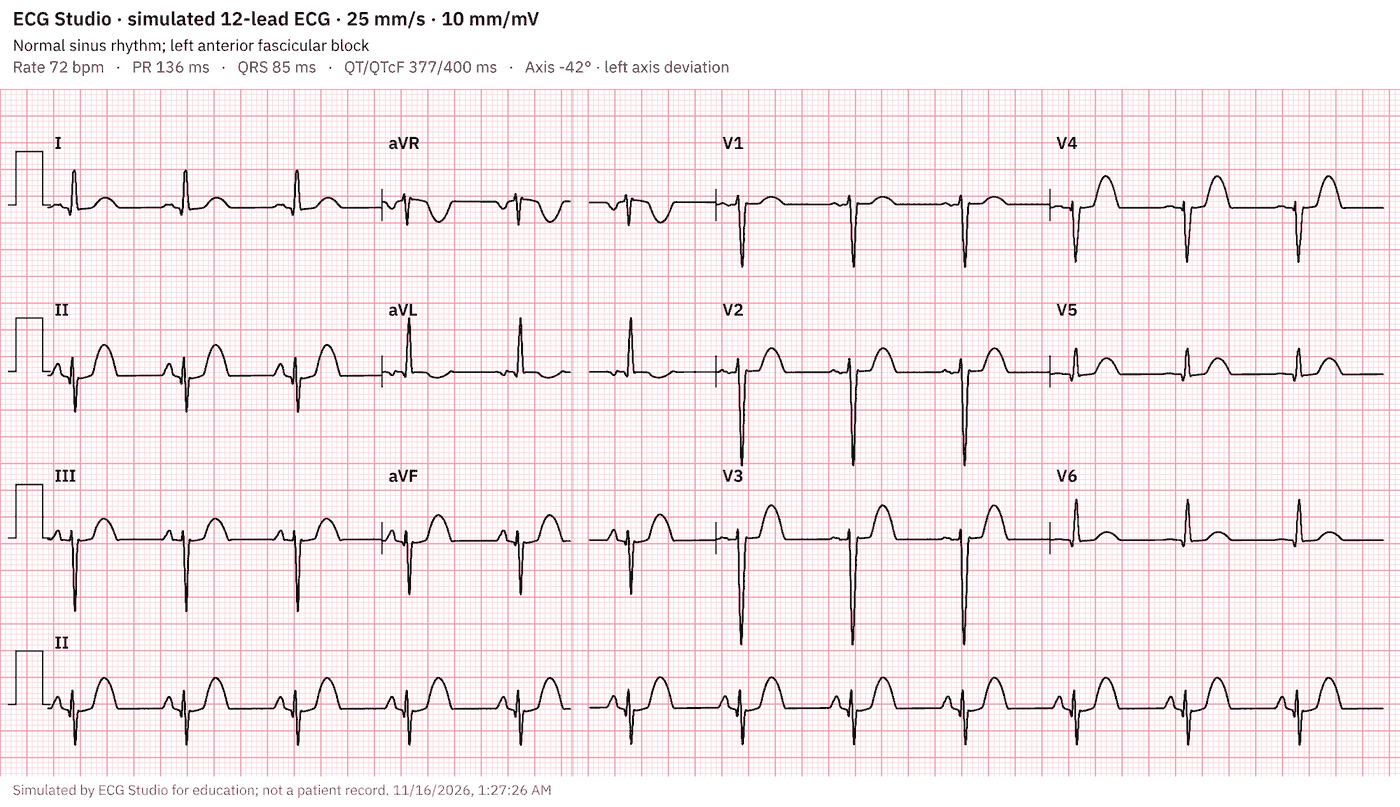 ECG Studio · simulated 12-lead ECG · 25 mm/s · 10 mm/mV
Normal sinus rhythm; left anterior fascicular block
Rate 72 bpm · PR 136 ms · QRS 85 ms · QT/QTcF 377/400 ms · Axis -42° · left axis deviation
I aVR V1 V4
II aVL V2 V5
III aVF V3 V6
II
Simulated by ECG Studio for education; not a patient record. 11/16/2026, 1:27:26 AM